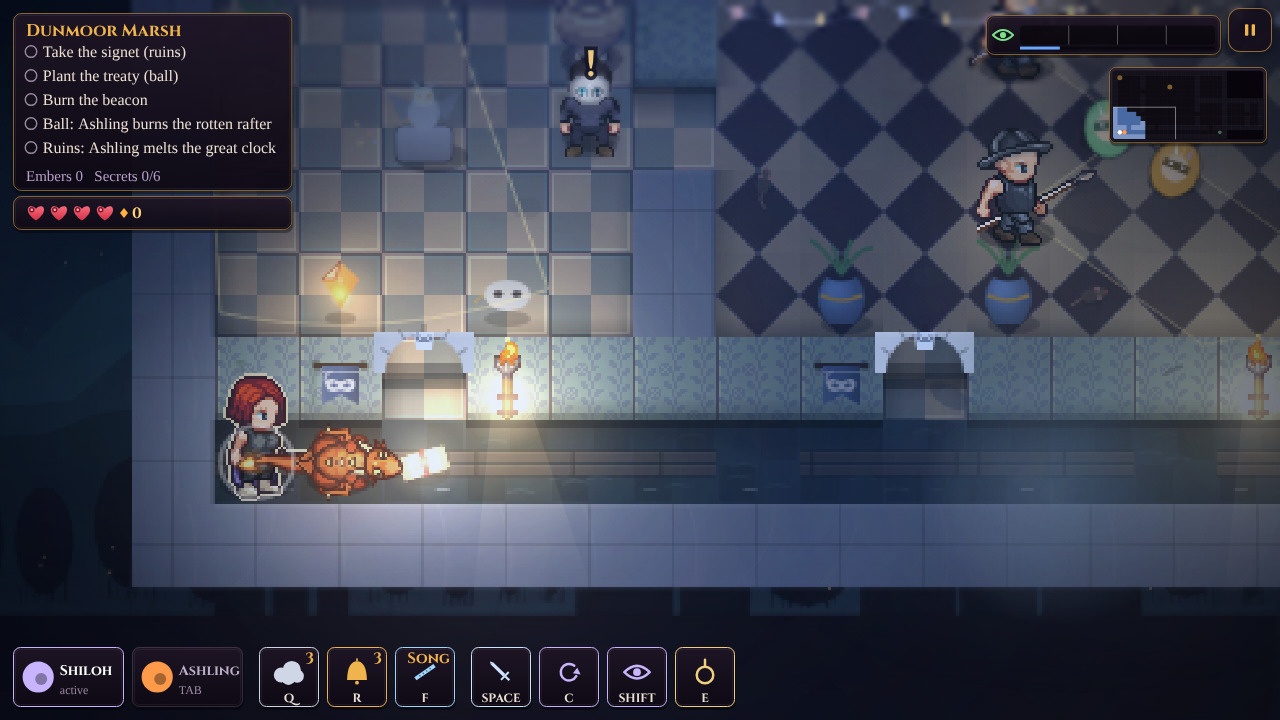 Dunmoor Marsh
Take the signet (ruins)
Plant the treaty (ball)
Burn the beacon
Ball: Ashling burns the rotten rafter
Ruins: Ashling melts the great clock
Embers 0 Secrets 0/6
0
!
Shiloh
active
Ashling
TAB
3
Q
3
R
Song
F
SPACE
C
SHIFT
E